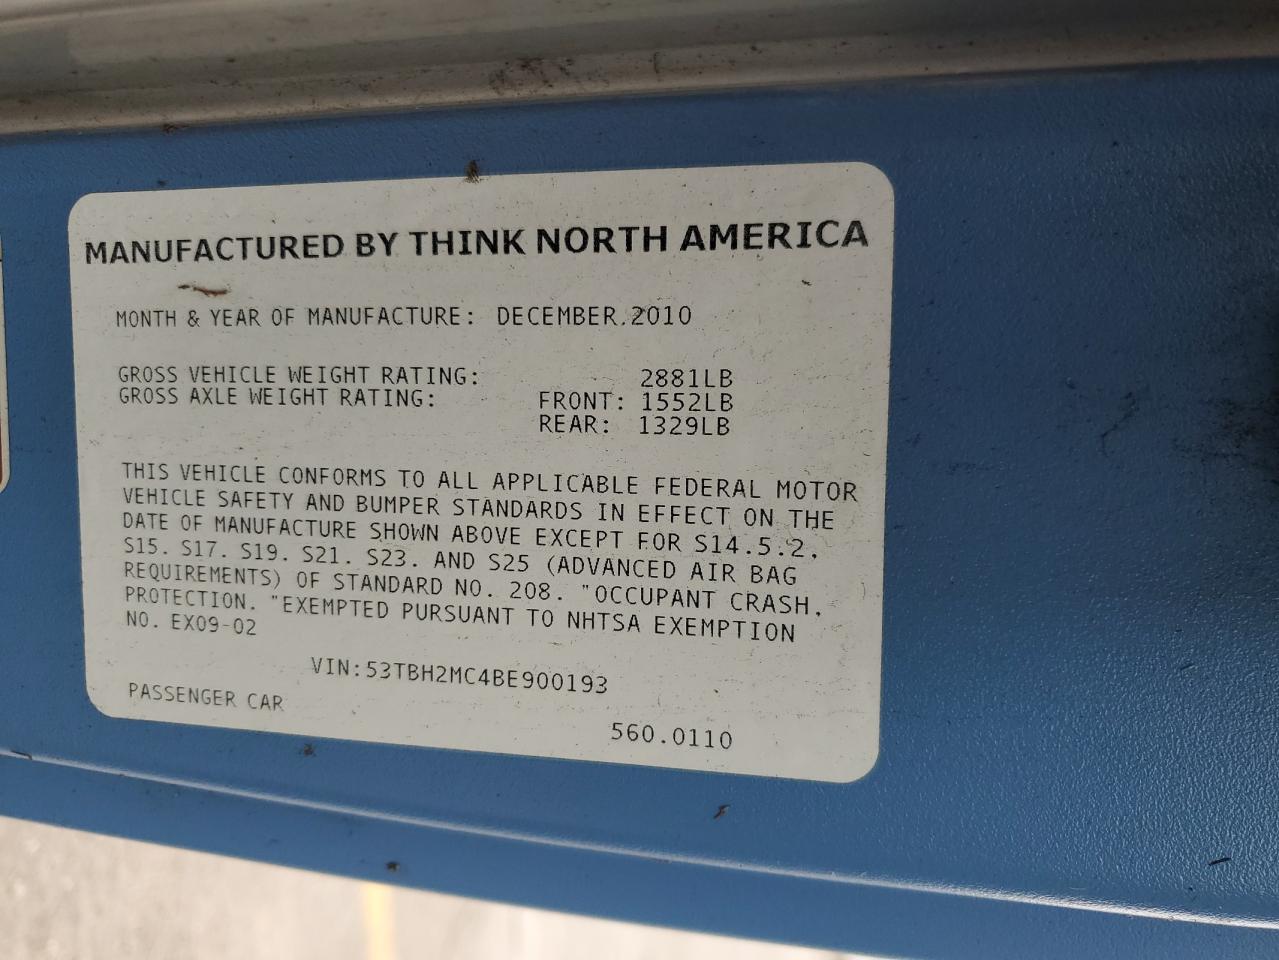 MANUFACTURED BY THINK NORTH AMERICA
MONTH & YEAR OF MANUFACTURE: DECEMBER.2010
GROSS VEHICLE WEIGHT RATING: 2881LB
GROSS AXLE WEIGHT RATING: FRONT: 1552LB
REAR: 1329LB
THIS VEHICLE CONFORMS TO ALL APPLICABLE FEDERAL MOTOR
VEHICLE SAFETY AND BUMPER STANDARDS IN EFFECT ON THE
DATE OF MANUFACTURE SHOWN ABOVE EXCEPT FOR S14.5.2,
S15. S17. S19. S21. S23. AND S25 (ADVANCED AIR BAG
REQUIREMENTS) OF STANDARD NO. 208. "OCCUPANT CRASH,
PROTECTION. "EXEMPTED PURSUANT TO NHTSA EXEMPTION
NO. EX09-02
VIN:53TBH2MC4BE900193
PASSENGER CAR
560.0110